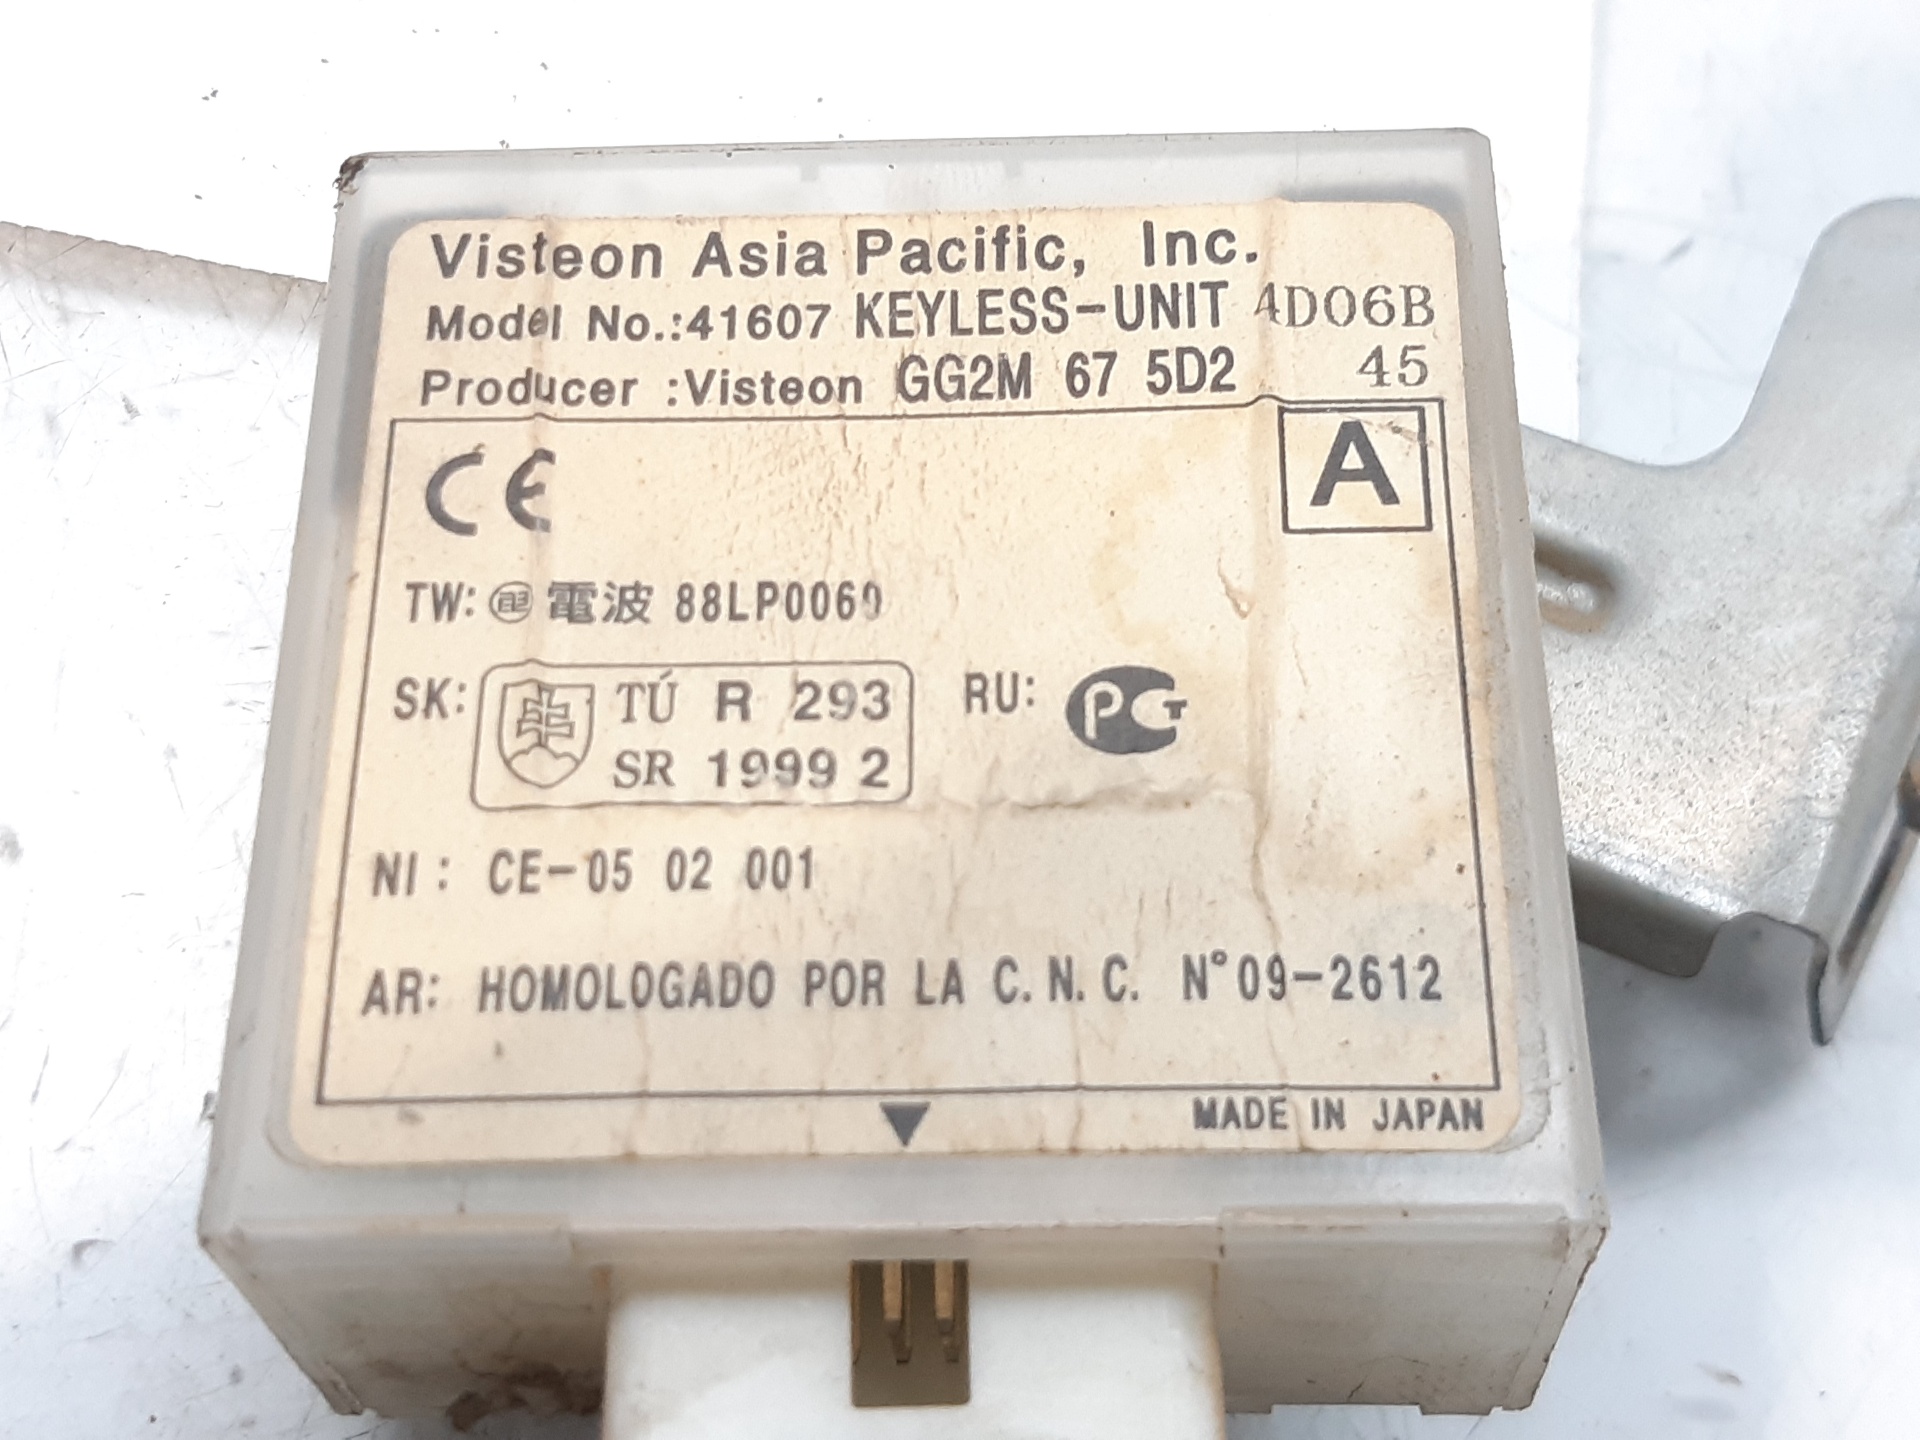 Visteon Asia Pacific, Inc.
Model No.:41607 KEYLESS-UNIT 4D06B
Producer :Visteon GG2M 67 5D2 45
CE
A
TW: 電波 88LP0060
SK: TÚ R 293
SR 1999 2
RU: PCT
NI: CE-05 02 001
AR: HOMOLOGADO POR LA C.N.C. N°09-2612
MADE IN JAPAN